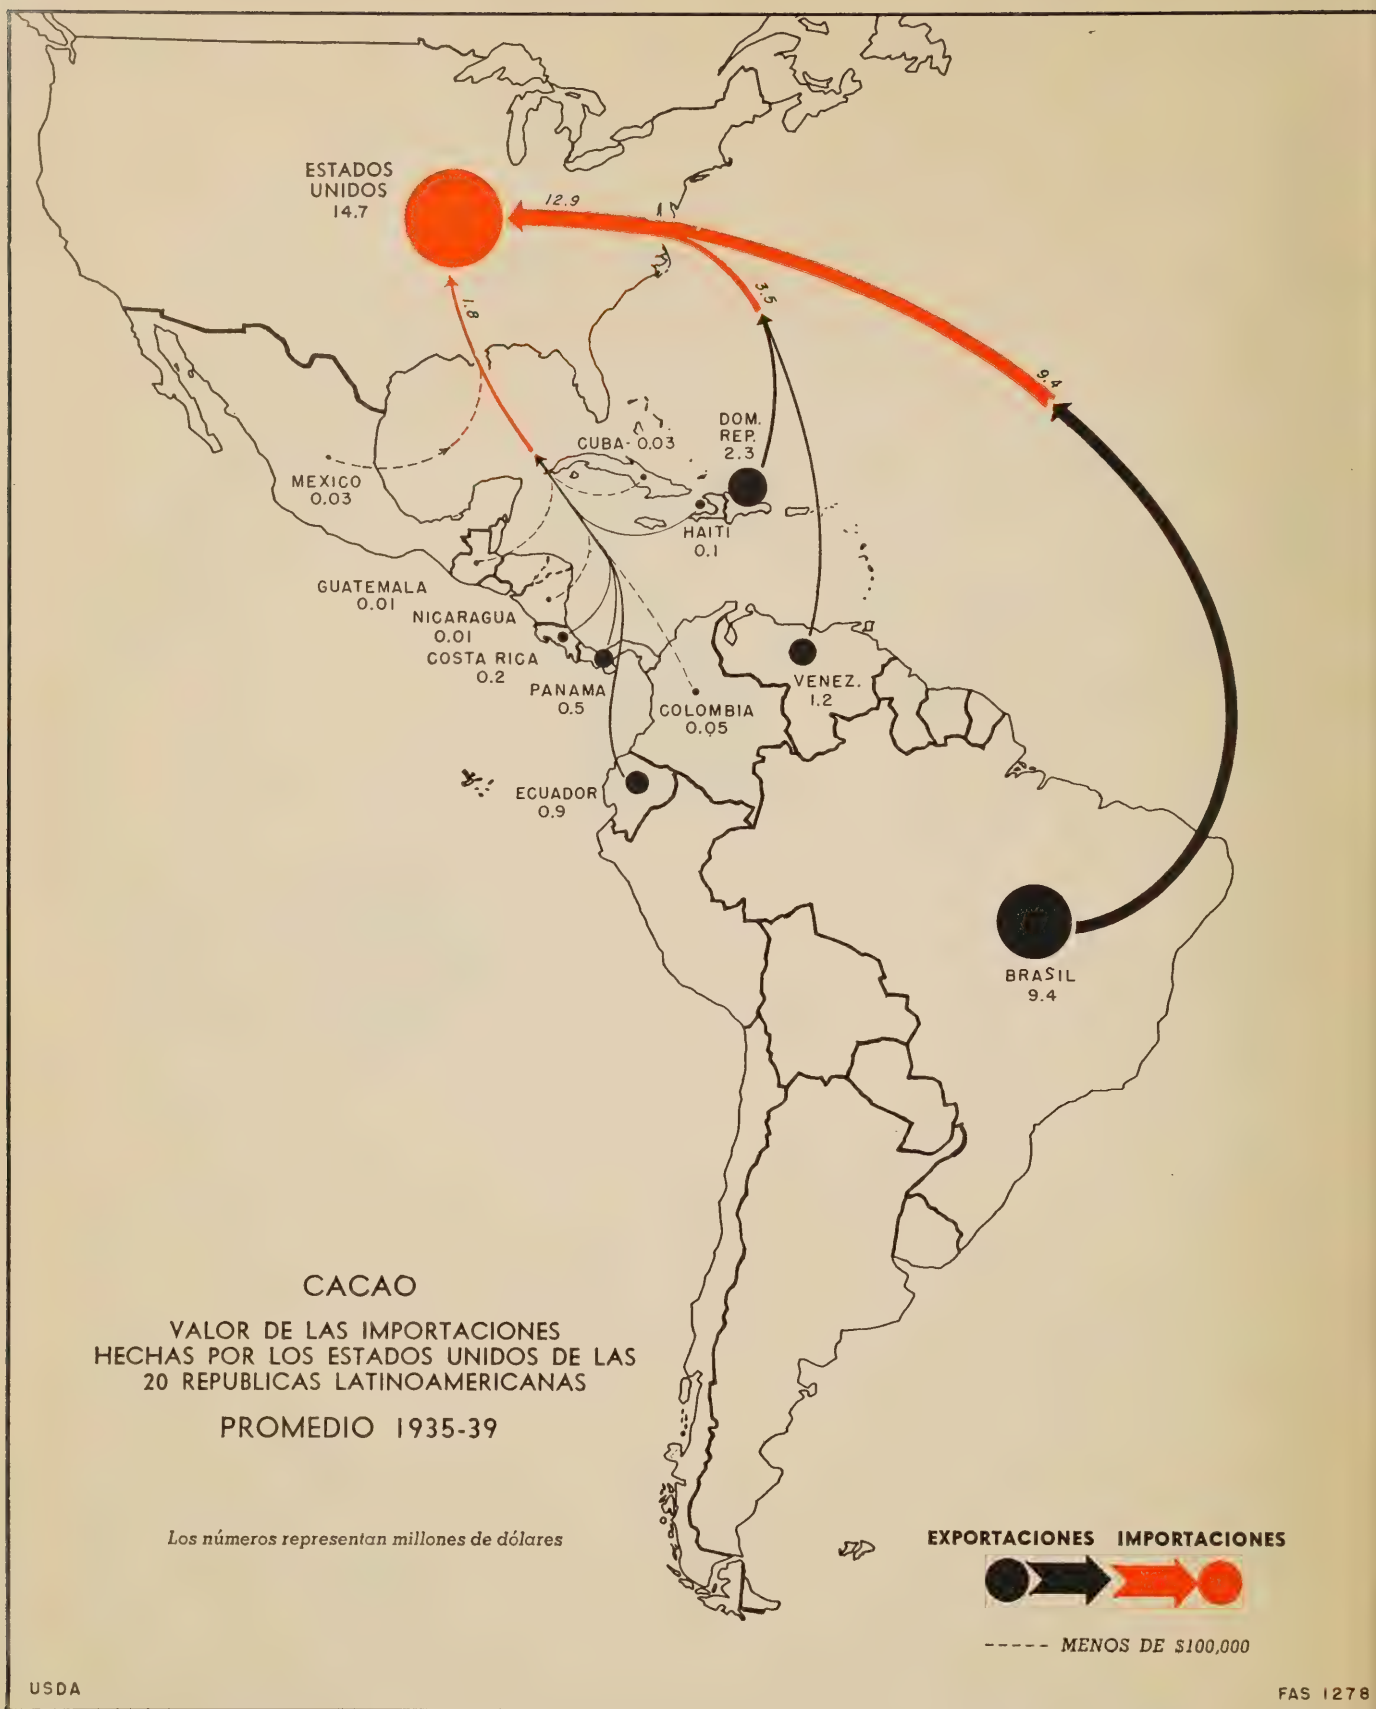 ESTADOS
UNIDOS
14.7
12.9
3.5
1.8
9.4
CUBA- 0.03
DOM.
REP.
2.3
MEXICO
0.03
HAITI
0.1
GUATEMALA
0.01
NICARAGUA
0.01
COSTA RICA
0.2
PANAMA
0.5
COLOMBIA
0.05
VENEZ.
1.2
ECUADOR
0.9
BRASIL
9.4
CACAO
VALOR DE LAS IMPORTACIONES
HECHAS POR LOS ESTADOS UNIDOS DE LAS
20 REPUBLICAS LATINOAMERICANAS
PROMEDIO 1935-39
Los números representan millones de dólares
EXPORTACIONES IMPORTACIONES
----- MENOS DE $100,000
USDA
FAS 1278